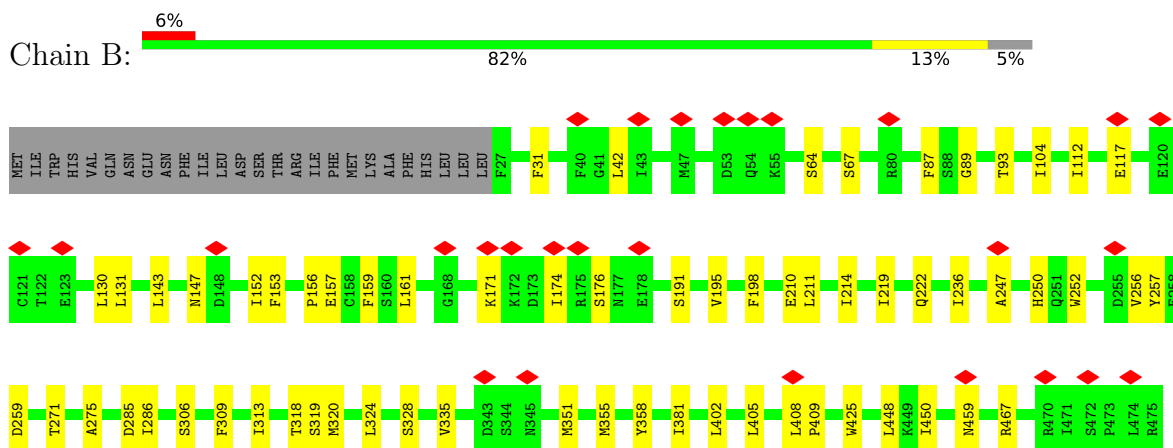 6%
Chain B:
82% 13% 5%
MET ILE TRP HIS VAL GLN ASN GLU ASN PHE ILE LEU ASP SER THR ARG ILE PHE MET LYS ALA PHE HIS LEU LEU LEU F27 F31 F40 G41 L42 I43 M47 D53 Q54 K55 S64 S67 R80 F87 S88 G89 T93 I104 I112 E117 E120
C121 T122 E123 L130 L131 L143 N147 D148 I152 F153 P156 E157 C158 F159 S160 L161 G168 K171 K172 D173 I174 R175 S176 N177 E178 S191 V195 F198 E210 L211 I214 I219 Q222 I236 A247 H250 Q251 W252 D255 V256 Y257
D259 T271 A275 D285 I286 S306 F309 I313 T318 S319 M320 L324 S328 V335 D343 S344 N345 M351 M355 Y358 I381 L402 L405 L408 P409 W425 L448 K449 I450 N459 R467 R470 I471 S472 P473 L474 R475